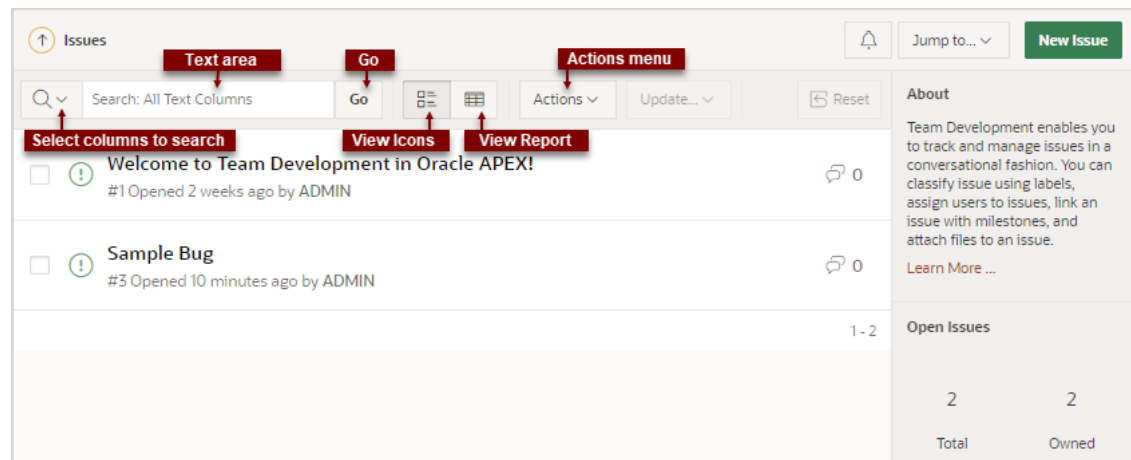 Issues
Jump to...
New Issue
Text area
Go
Actions menu
Search: All Text Columns
Go
Actions
Update...
Reset
Select columns to search
View Icons
View Report
Welcome to Team Development in Oracle APEX!
#1 Opened 2 weeks ago by ADMIN
0
Sample Bug
#3 Opened 10 minutes ago by ADMIN
0
1 - 2
About
Team Development enables you
to track and manage issues in a
conversational fashion. You can
classify issue using labels,
assign users to issues, link an
issue with milestones, and
attach files to an issue.
Learn More ...
Open Issues
2
2
Total
Owned